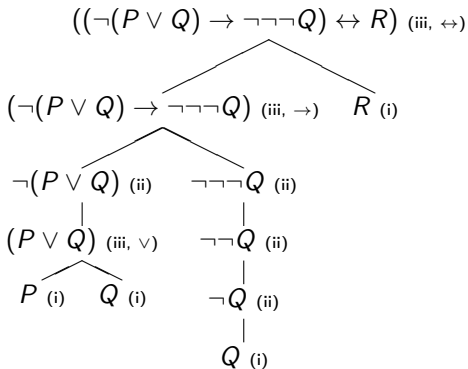 ((¬(P ∨ Q) → ¬¬¬Q) ↔ R) (iii, ↔)
(¬(P ∨ Q) → ¬¬¬Q) (iii, →) R (i)
¬(P ∨ Q) (ii) ¬¬¬Q (ii)
(P ∨ Q) (iii, ∨) ¬¬Q (ii)
P (i) Q (i) ¬Q (ii)
Q (i)